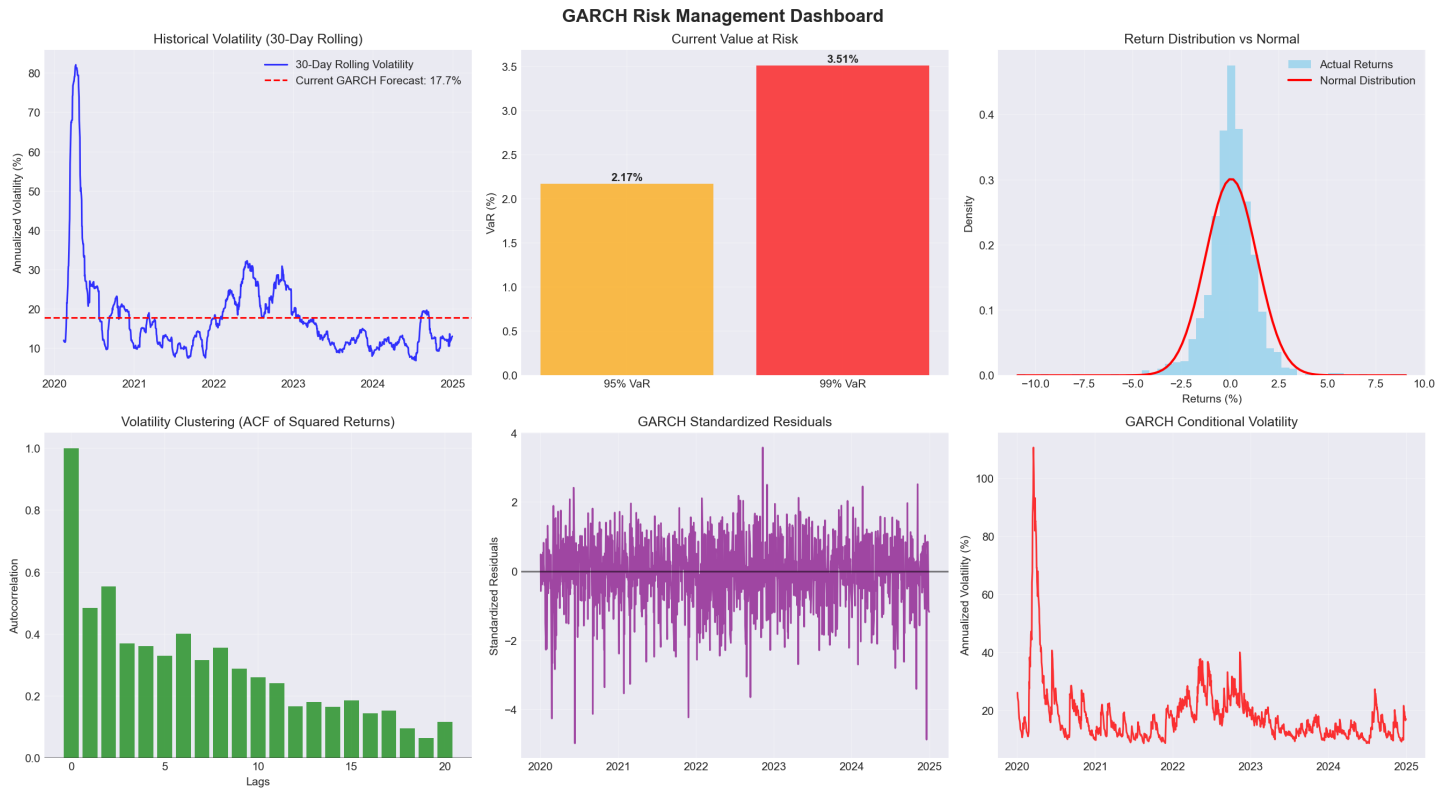 GARCH Risk Management Dashboard
Historical Volatility (30-Day Rolling)
Annualized Volatility (%)
80
70
60
50
40
30
20
10
30-Day Rolling Volatility
Current GARCH Forecast: 17.7%
2020 2021 2022 2023 2024 2025
Current Value at Risk
VaR (%)
3.5
3.0
2.5
2.0
1.5
1.0
0.5
0.0
2.17%
3.51%
95% VaR 99% VaR
Return Distribution vs Normal
Density
0.4
0.3
0.2
0.1
0.0
Actual Returns
Normal Distribution
−10.0 −7.5 −5.0 −2.5 0.0 2.5 5.0 7.5 10.0
Returns (%)
Volatility Clustering (ACF of Squared Returns)
Autocorrelation
1.0
0.8
0.6
0.4
0.2
0.0
0 5 10 15 20
Lags
GARCH Standardized Residuals
Standardized Residuals
4
2
0
−2
−4
2020 2021 2022 2023 2024 2025
GARCH Conditional Volatility
Annualized Volatility (%)
100
80
60
40
20
2020 2021 2022 2023 2024 2025